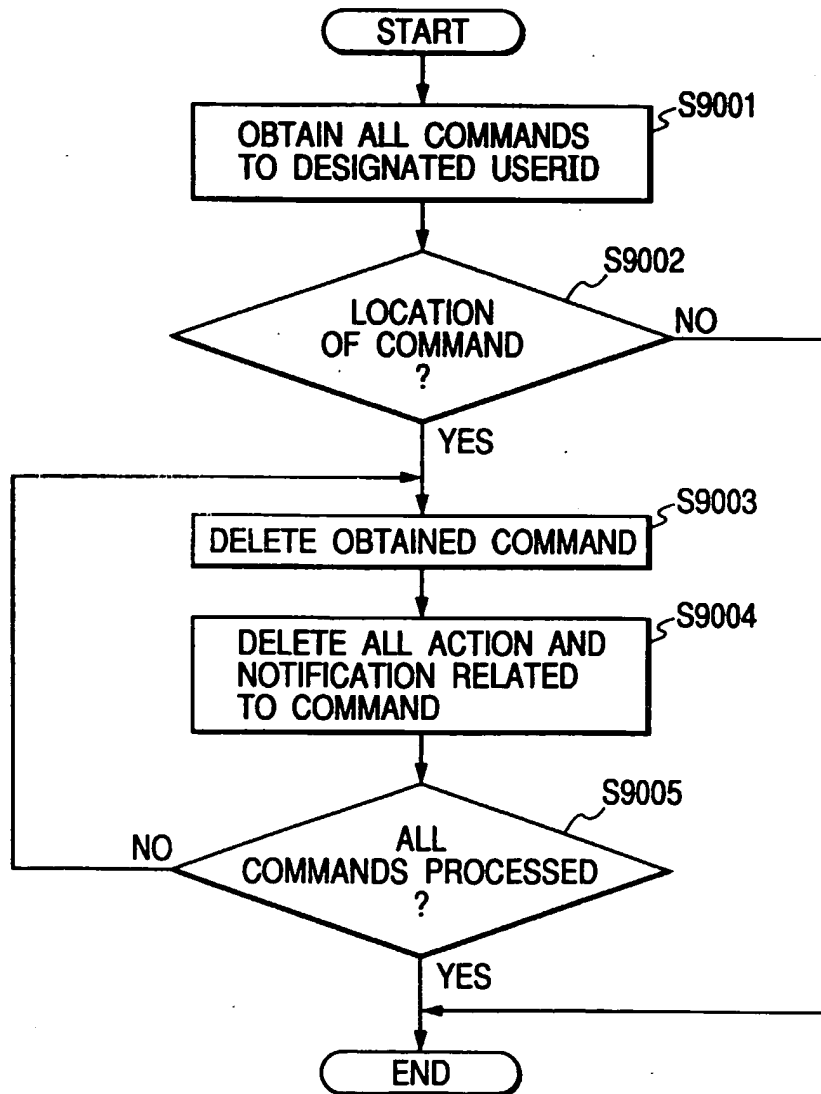 START
S9001
OBTAIN ALL COMMANDS
TO DESIGNATED USERID
S9002
LOCATION
OF COMMAND
?
NO
YES
S9003
DELETE OBTAINED COMMAND
S9004
DELETE ALL ACTION AND
NOTIFICATION RELATED
TO COMMAND
S9005
ALL
COMMANDS PROCESSED
?
NO
YES
END